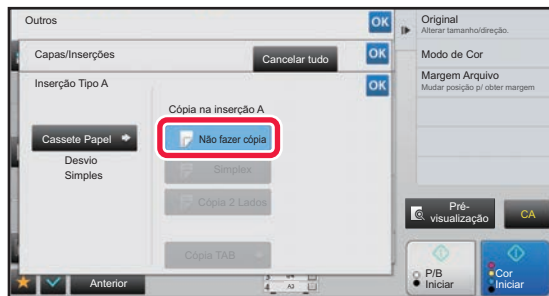 Outros
OK
Capas/Inserções
Cancelar tudo
OK
Inserção Tipo A
OK
Cópia na inserção A
Cassete Papel
Não fazer cópia
Desvio
Simples
Simplex
Cópia 2 Lados
Cópia TAB
Anterior
4 A3
Original
Alterar tamanho/direção.
Modo de Cor
Margem Arquivo
Mudar posição p/ obter margem
Pré-
visualização
CA
P/B
Iniciar
Cor
Iniciar